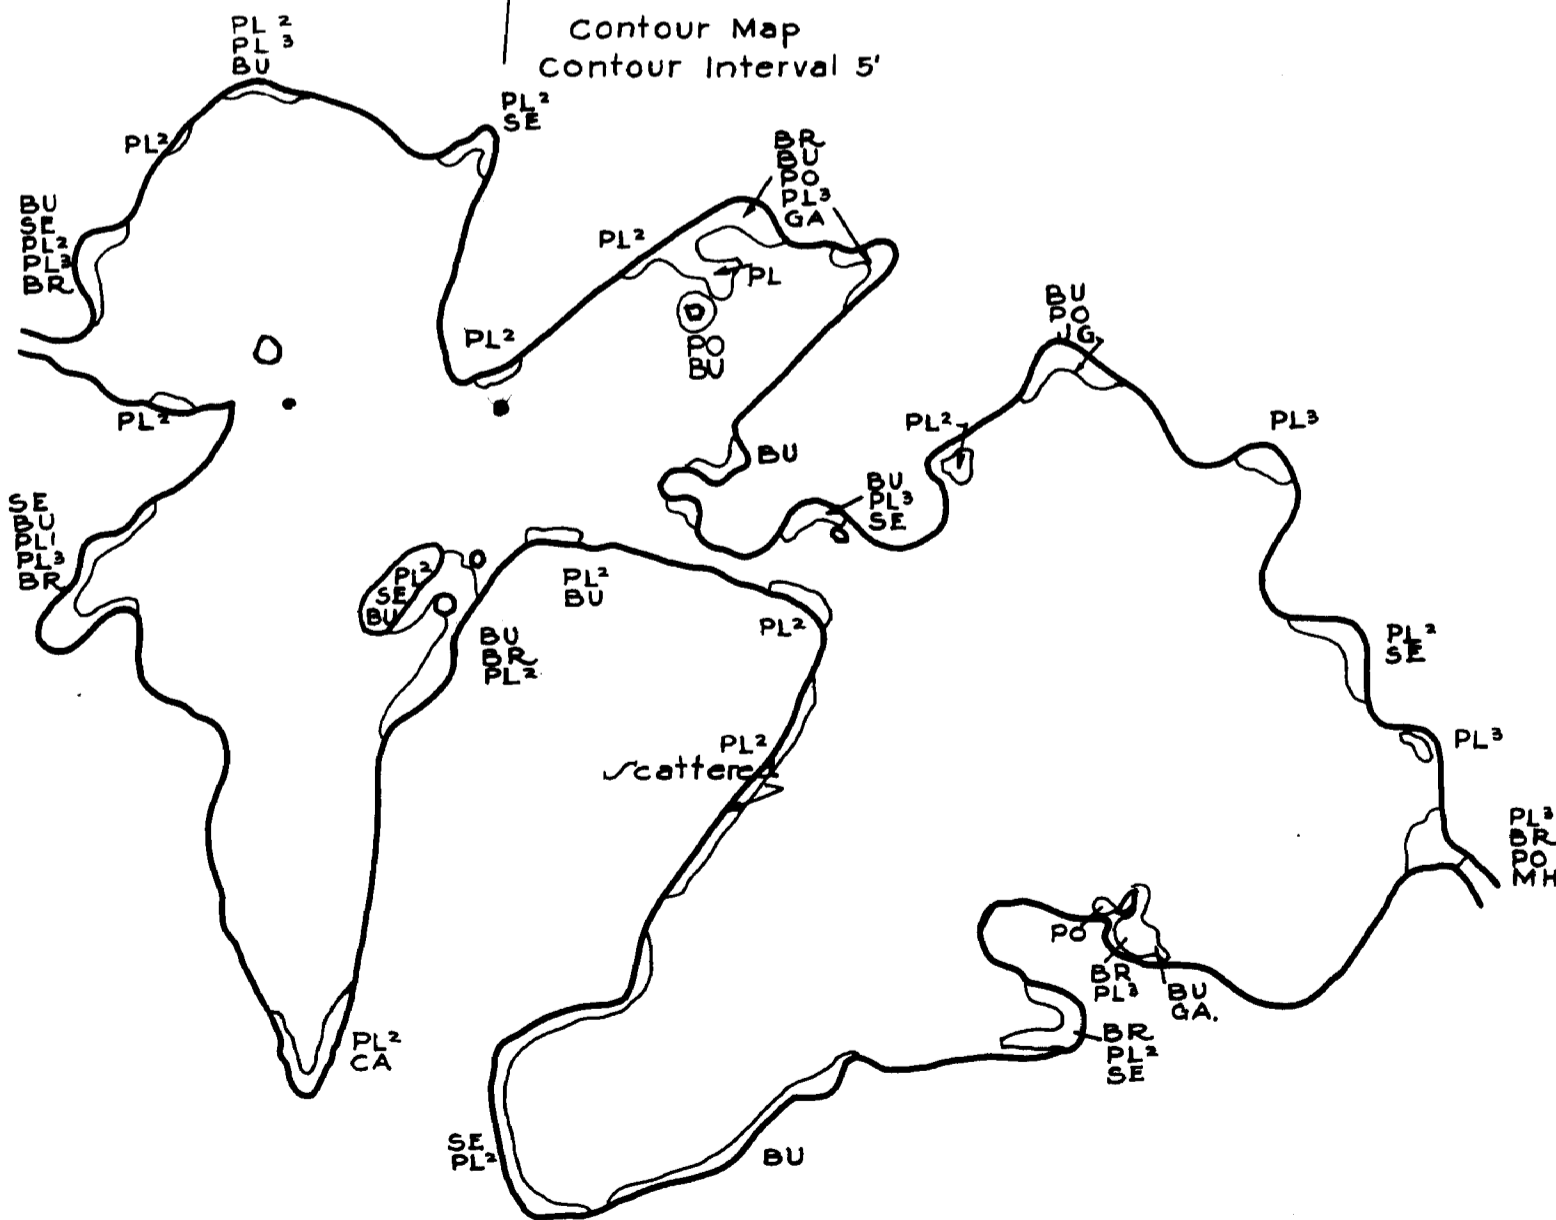 Contour Map
Contour Interval 5'
PL²
PL³
BU
PL²
SE
PL²
BR
BU
PO
PL³
GA
BU
SE
PL²
PL³
BR
PL²
PL
PL²
PO
BU
BU
PO
JG
PL²
PL²
PL³
BU
BU
PL³
SE
SE
BU
PL¹
PL³
BR
PL²
SE
BU
PL²
BU
PL²
BU
BR
PL²
PL²
SE
PL²
Scattered
PL³
PL³
BR
PO
MH
PO
BR
PL³
BU
GA.
PL²
CA
BR
PL²
SE
SE
PL²
BU